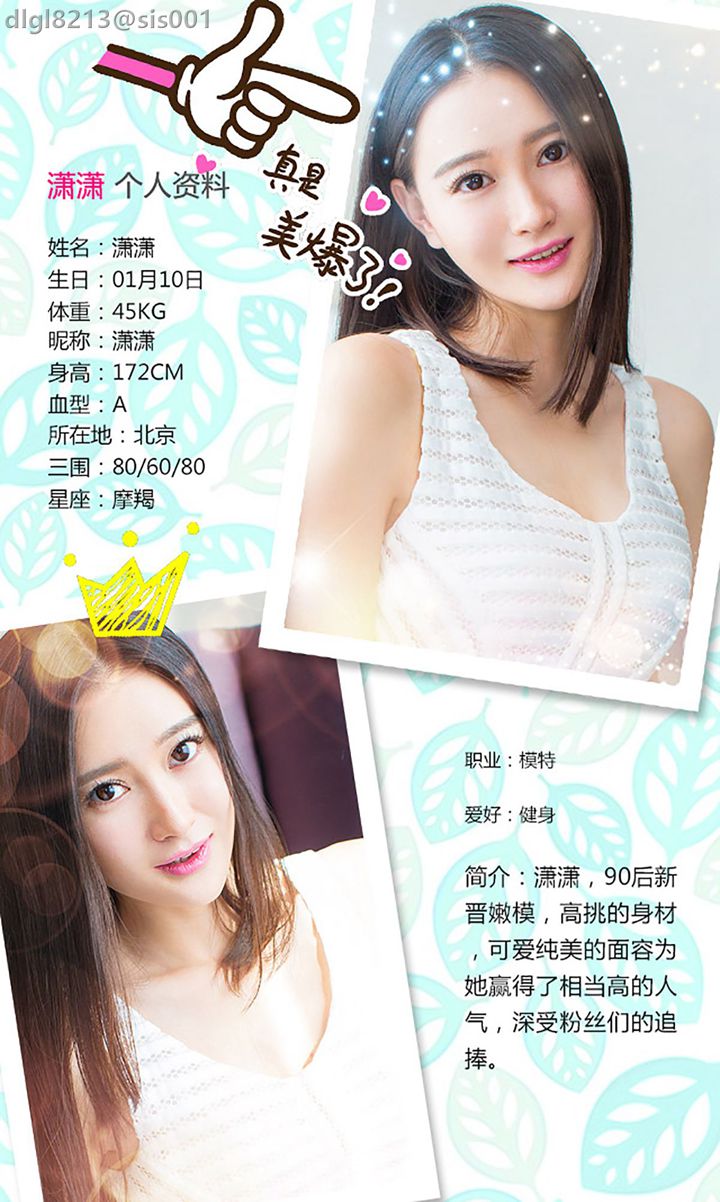 dlgl8213@sis001
真是
美爆了!
潇潇 个人资料
姓名：潇潇
生日：01月10日
体重：45KG
昵称：潇潇
身高：172CM
血型：A
所在地：北京
三围：80/60/80
星座：摩羯
职业：模特
爱好：健身
简介：潇潇，90后新
晋嫩模，高挑的身材
，可爱纯美的面容为
她赢得了相当高的人
气，深受粉丝们的追
捧。